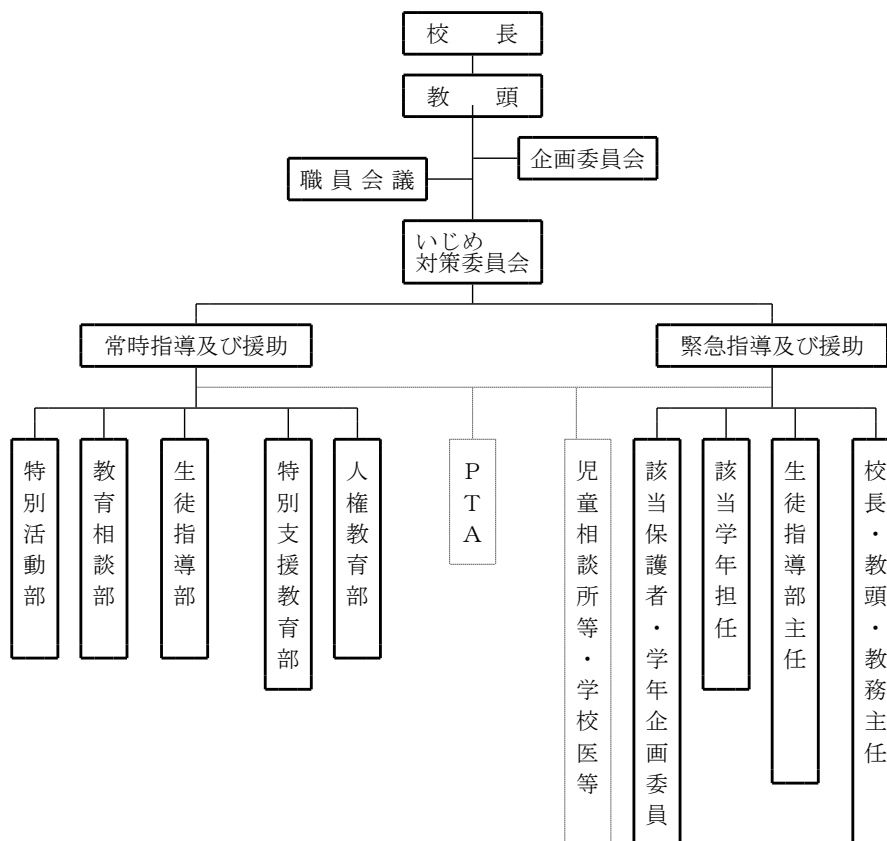 校　　長
教　　頭
企画委員会
職 員 会 議
いじめ
対策委員会
常時指導及び援助
緊急指導及び援助
特別活動部
教育相談部
生徒指導部
特別支援教育部
人権教育部
PTA
児童相談所等・学校医等
該当保護者・学年企画委員
該当学年担任
生徒指導部主任
校長・教頭・教務主任